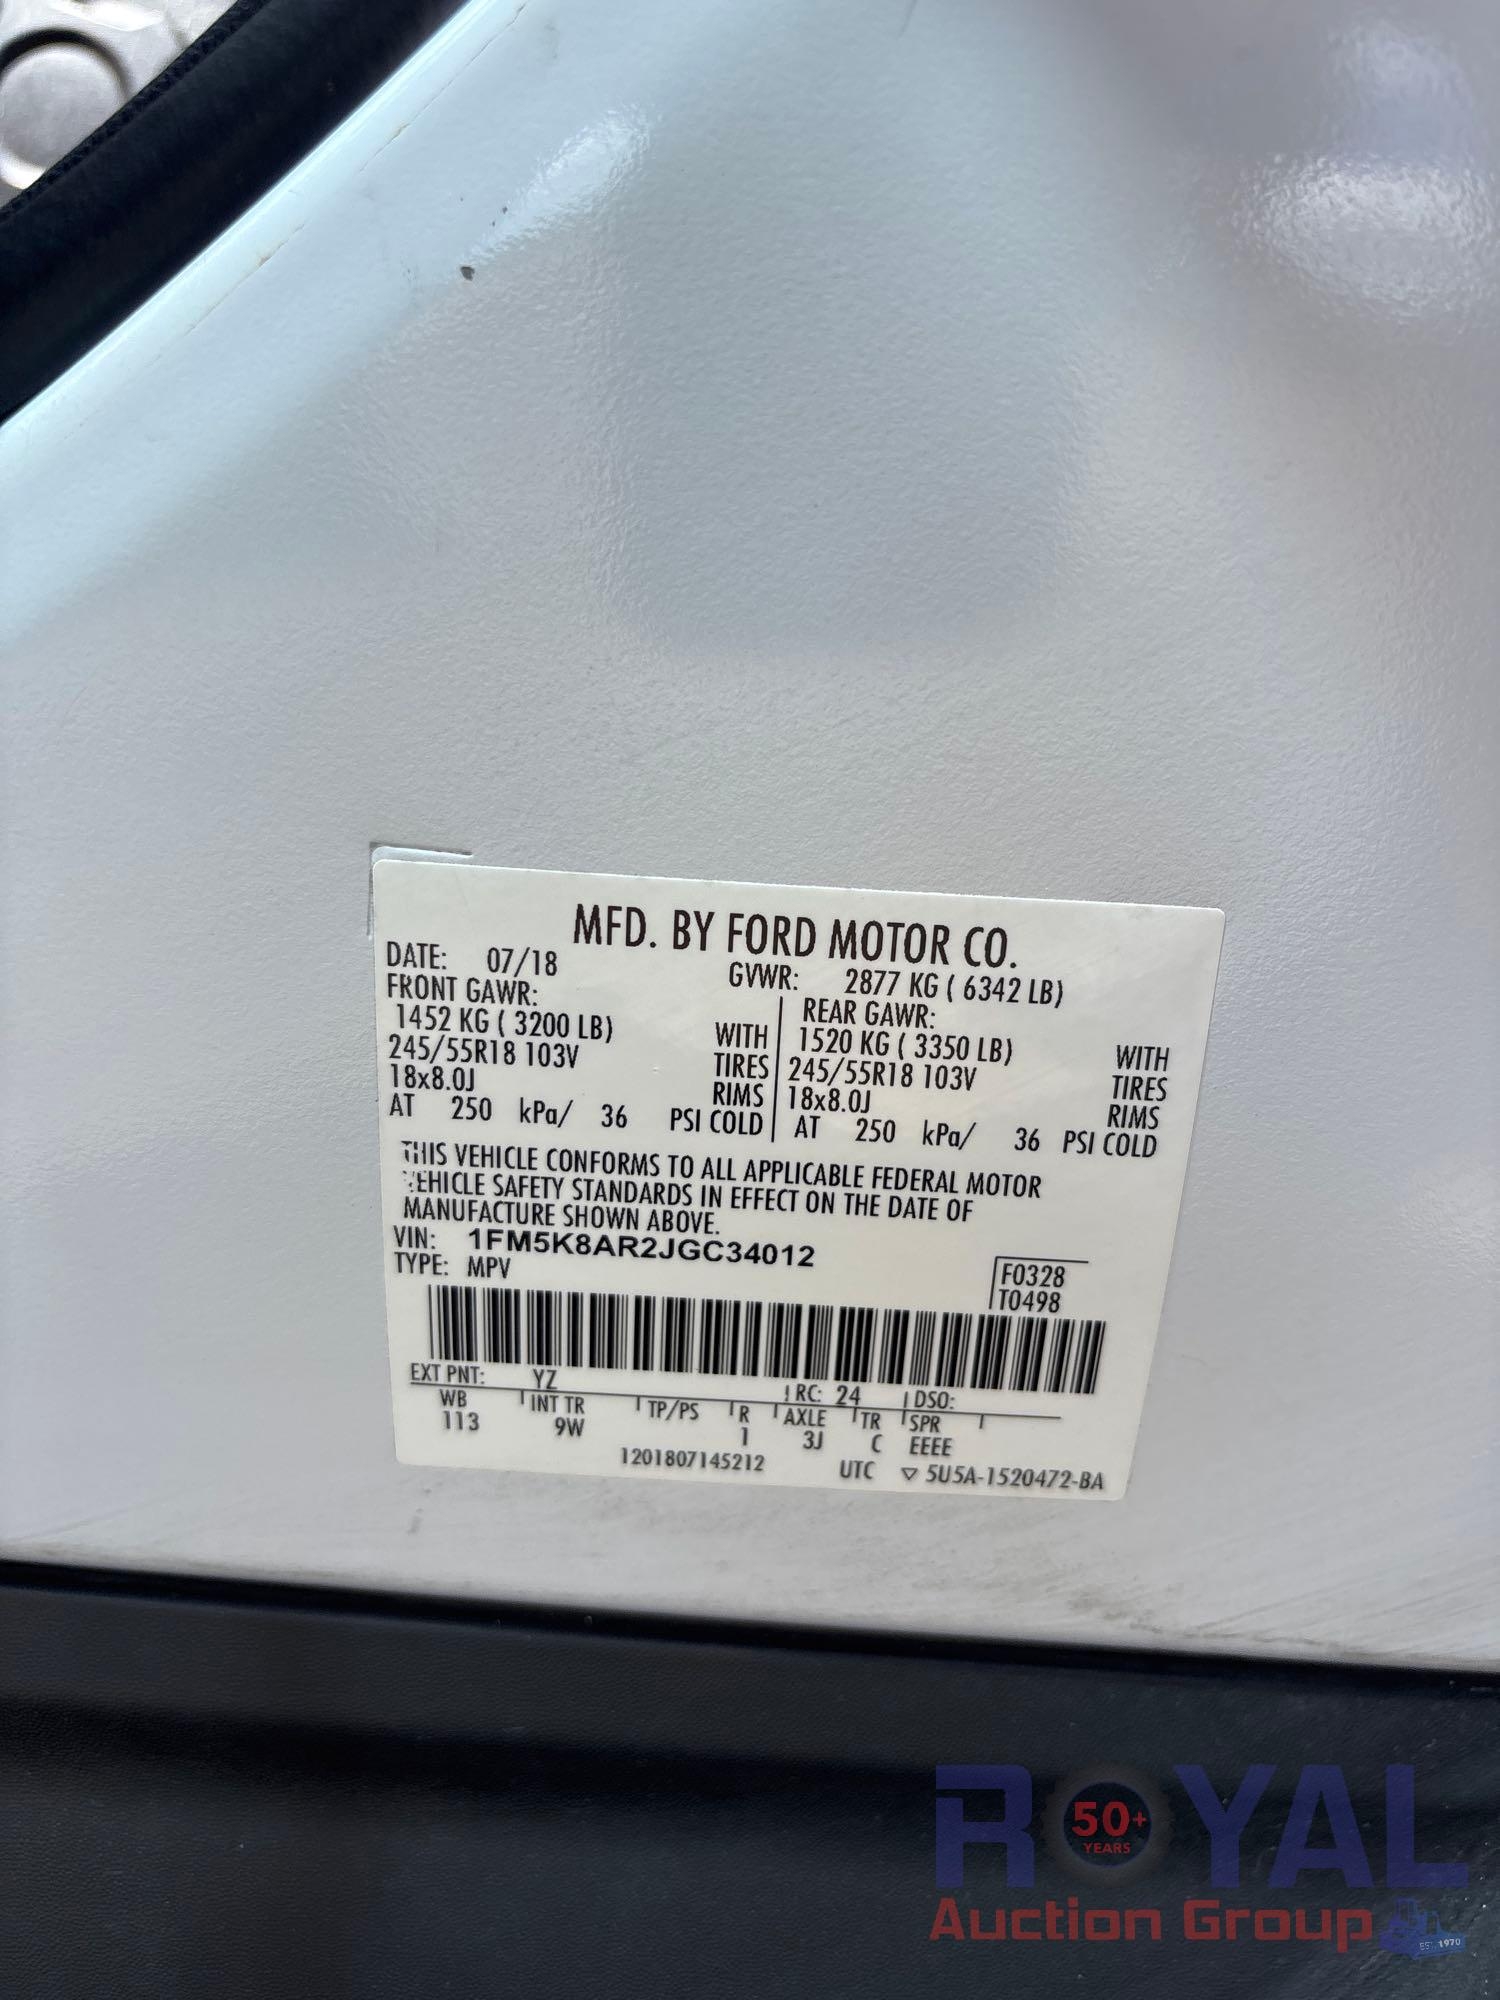 MFD. BY FORD MOTOR CO.
DATE: 07/18 GVWR: 2877 KG ( 6342 LB)
FRONT GAWR: REAR GAWR:
1452 KG ( 3200 LB) WITH 1520 KG ( 3350 LB) WITH
245/55R18 103V TIRES 245/55R18 103V TIRES
18x8.0J RIMS 18x8.0J RIMS
AT 250 kPa/ 36 PSI COLD AT 250 kPa/ 36 PSI COLD
THIS VEHICLE CONFORMS TO ALL APPLICABLE FEDERAL MOTOR
VEHICLE SAFETY STANDARDS IN EFFECT ON THE DATE OF
MANUFACTURE SHOWN ABOVE.
VIN: 1FM5K8AR2JGC34012
TYPE: MPV F0328
T0498
EXT PNT: YZ RC: 24 DSO:
WB INT TR TP/PS R AXLE TR SPR
113 9W 1 3J C EEEE
1201807145212 UTC ▽ 5U5A-1520472-BA
ROYAL
50+
YEARS
Auction Group
EST. 1970